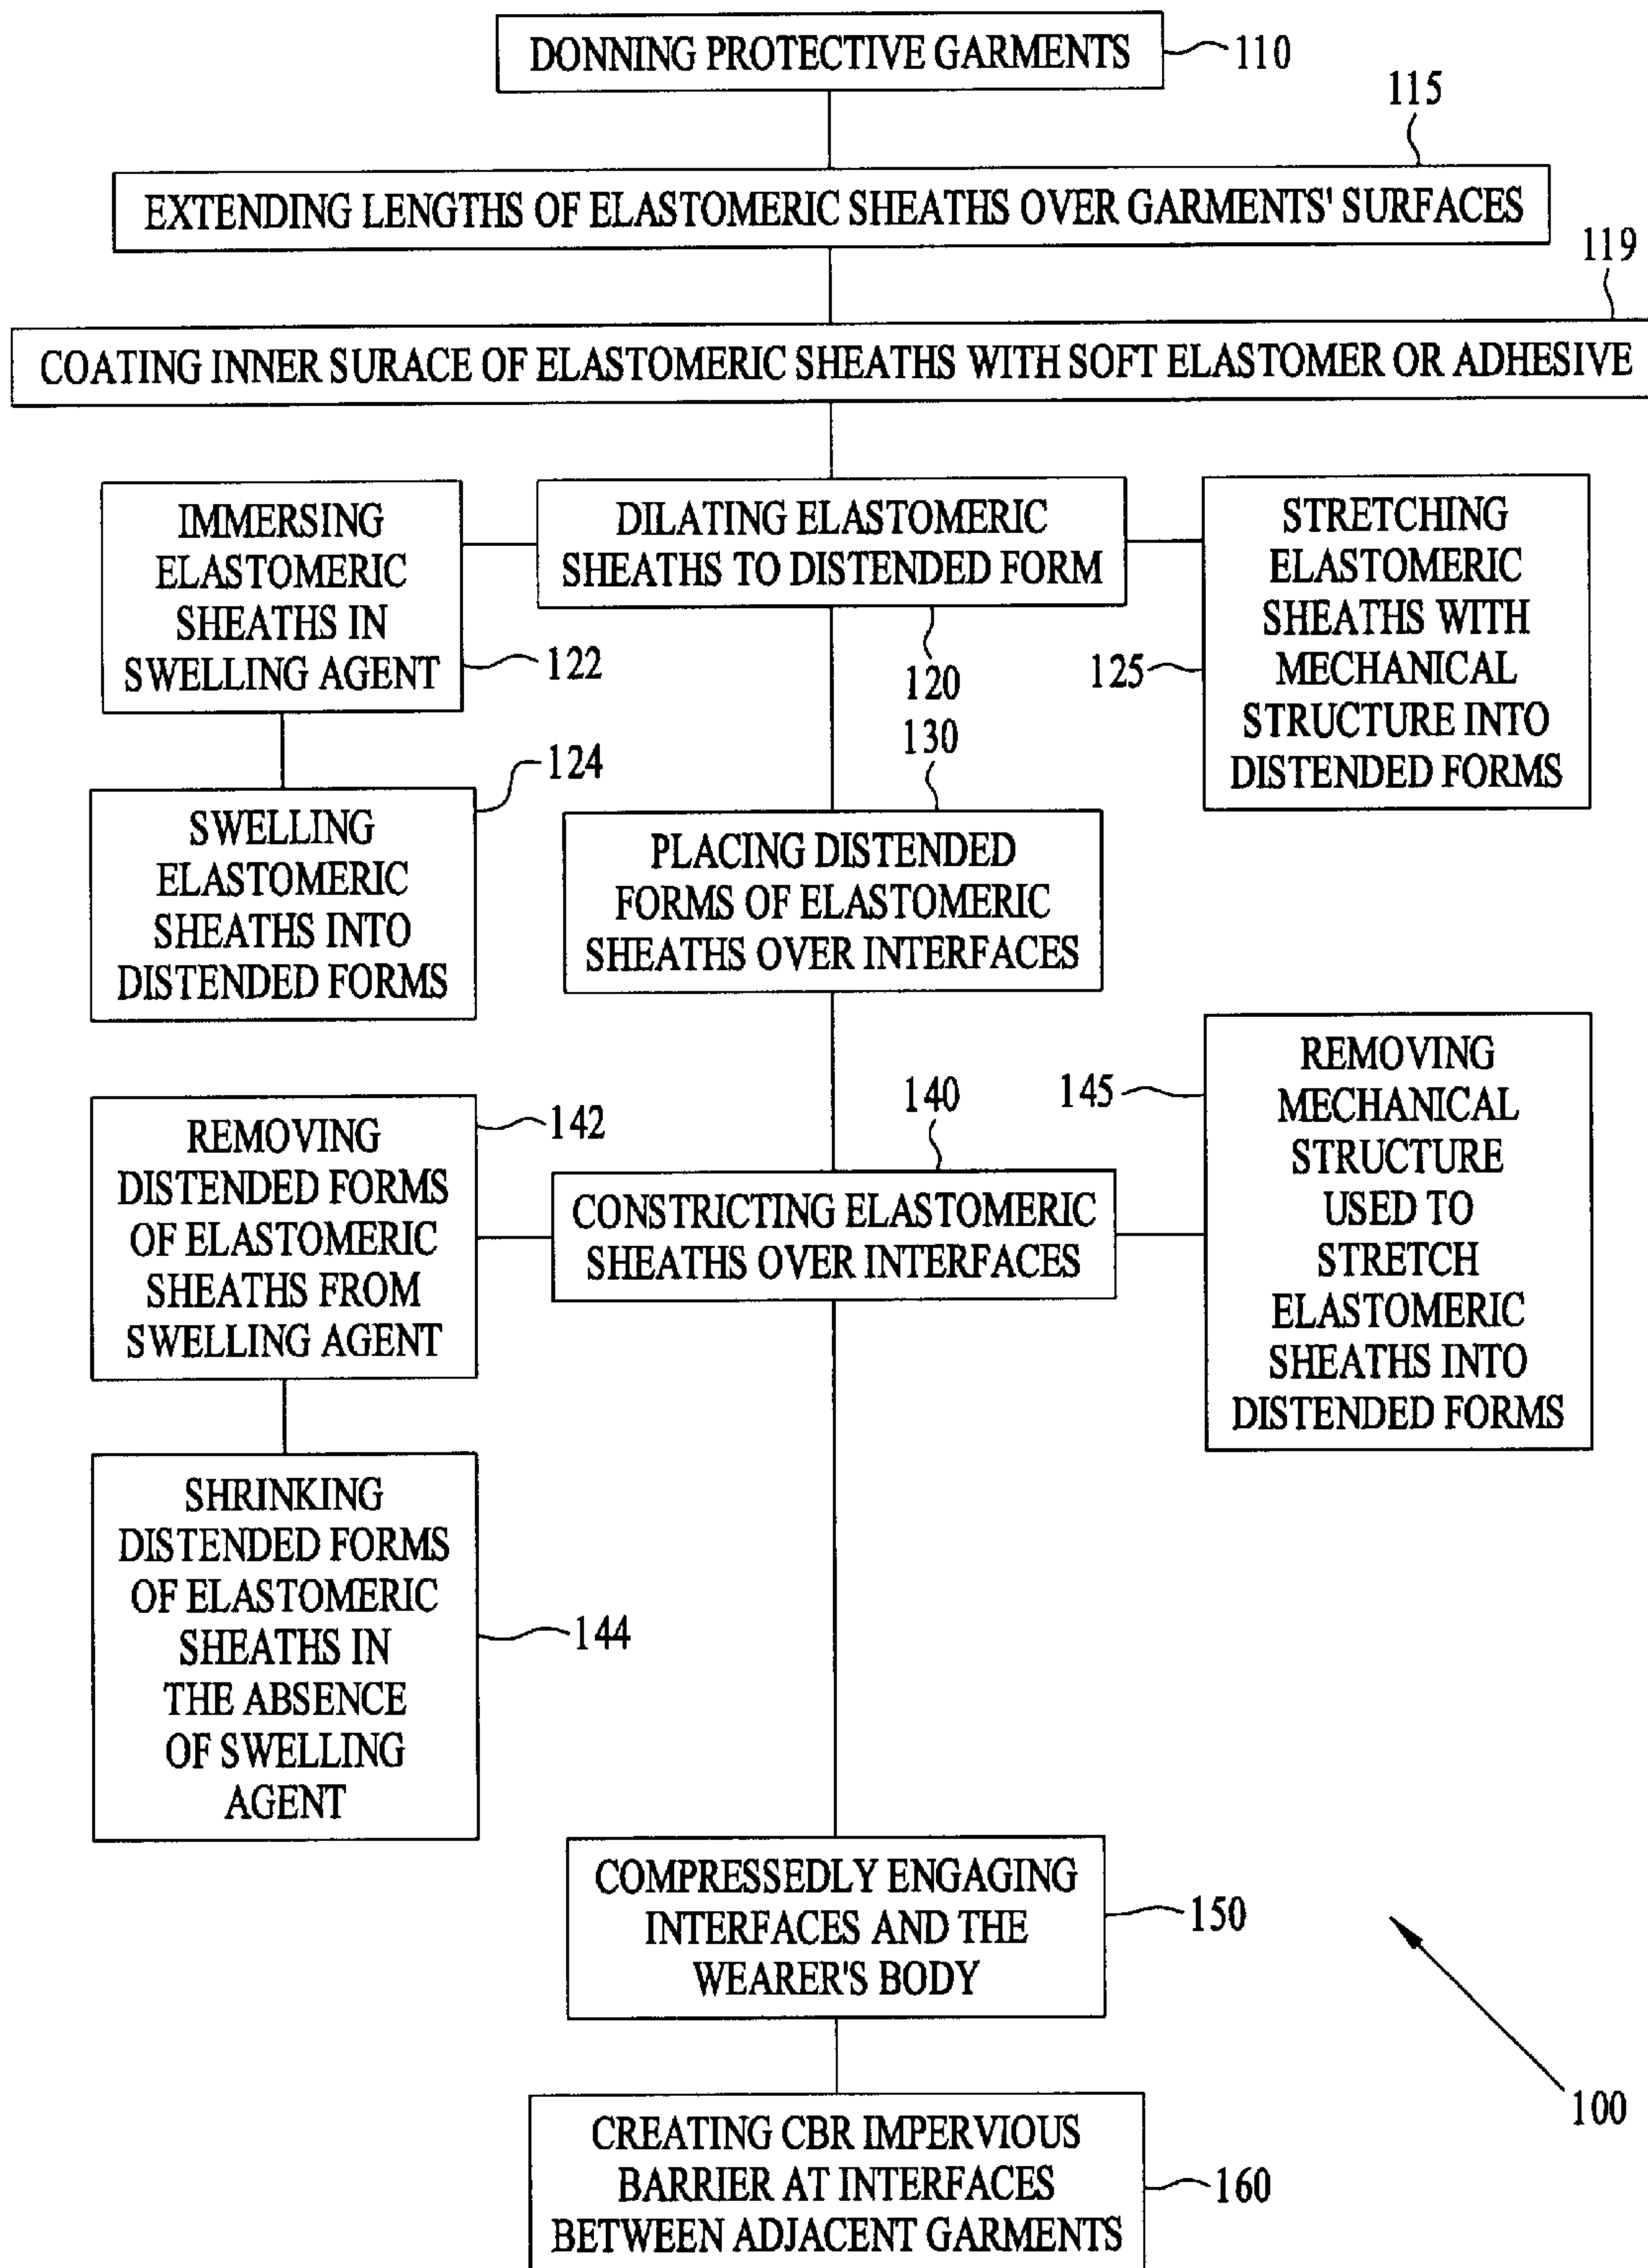 DONNING PROTECTIVE GARMENTS
110
115
EXTENDING LENGTHS OF ELASTOMERIC SHEATHS OVER GARMENTS' SURFACES
119
COATING INNER SURACE OF ELASTOMERIC SHEATHS WITH SOFT ELASTOMER OR ADHESIVE
IMMERSING
ELASTOMERIC
SHEATHS IN
SWELLING AGENT
122
DILATING ELASTOMERIC
SHEATHS TO DISTENDED FORM
120
STRETCHING
ELASTOMERIC
SHEATHS WITH
MECHANICAL
STRUCTURE INTO
DISTENDED FORMS
125
124
SWELLING
ELASTOMERIC
SHEATHS INTO
DISTENDED FORMS
130
PLACING DISTENDED
FORMS OF ELASTOMERIC
SHEATHS OVER INTERFACES
142
REMOVING
DISTENDED FORMS
OF ELASTOMERIC
SHEATHS FROM
SWELLING AGENT
140
CONSTRICTING ELASTOMERIC
SHEATHS OVER INTERFACES
145
REMOVING
MECHANICAL
STRUCTURE
USED TO
STRETCH
ELASTOMERIC
SHEATHS INTO
DISTENDED FORMS
SHRINKING
DISTENDED FORMS
OF ELASTOMERIC
SHEATHS IN
THE ABSENCE
OF SWELLING
AGENT
144
COMPRESSEDLY ENGAGING
INTERFACES AND THE
WEARER'S BODY
150
100
CREATING CBR IMPERVIOUS
BARRIER AT INTERFACES
BETWEEN ADJACENT GARMENTS
160